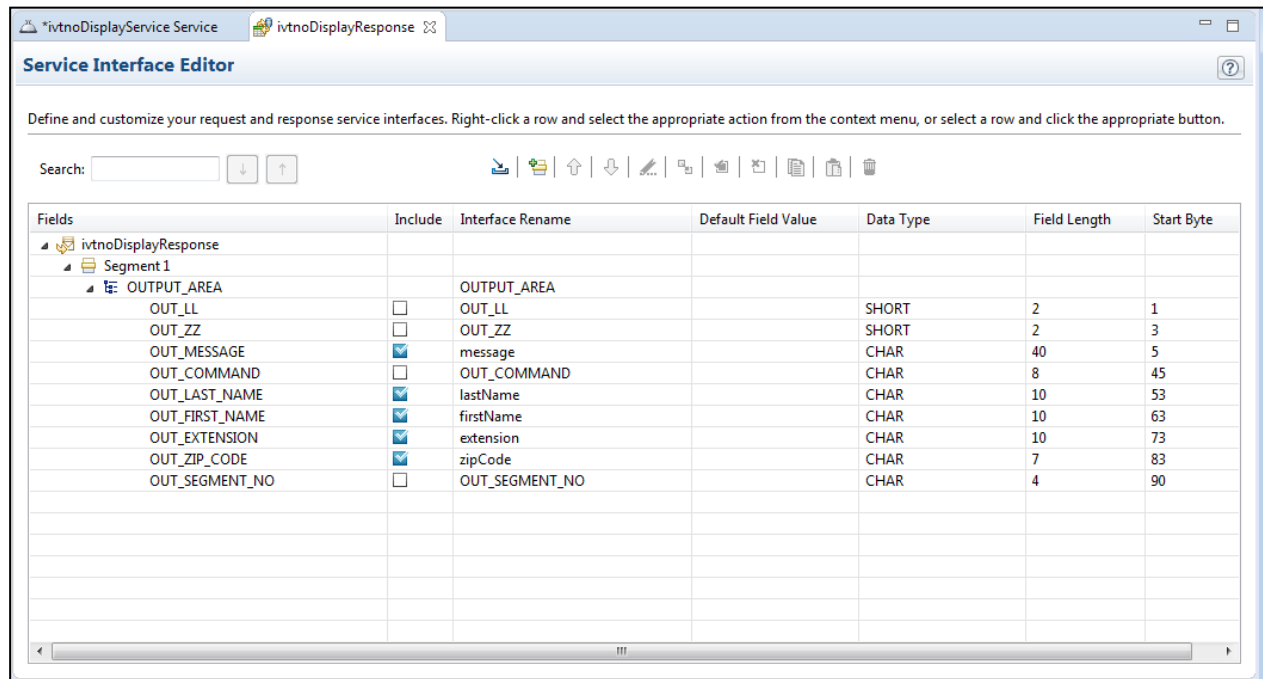 *ivtnoDisplayService Service ivtnoDisplayResponse
Service Interface Editor
Define and customize your request and response service interfaces. Right-click a row and select the appropriate action from the context menu, or select a row and click the appropriate button.
Search:
Fields Include Interface Rename Default Field Value Data Type Field Length Start Byte
ivtnoDisplayResponse
Segment 1
OUTPUT_AREA OUTPUT_AREA
OUT_LL OUT_LL SHORT 2 1
OUT_ZZ OUT_ZZ SHORT 2 3
OUT_MESSAGE message CHAR 40 5
OUT_COMMAND OUT_COMMAND CHAR 8 45
OUT_LAST_NAME lastName CHAR 10 53
OUT_FIRST_NAME firstName CHAR 10 63
OUT_EXTENSION extension CHAR 10 73
OUT_ZIP_CODE zipCode CHAR 7 83
OUT_SEGMENT_NO OUT_SEGMENT_NO CHAR 4 90